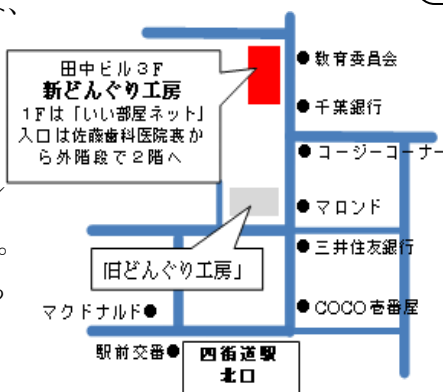 田中ビル３Ｆ
新どんぐり工房
１Ｆは「いい部屋ネット」
入口は佐藤歯科医院裏か
ら外階段で２階へ
●教育委員会
●千葉銀行
●コージーコーナー
●マロンド
●三井住友銀行
旧どんぐり工房」
マクドナルド●
●COCO壱番屋
駅前交番●
四街道駅
北口